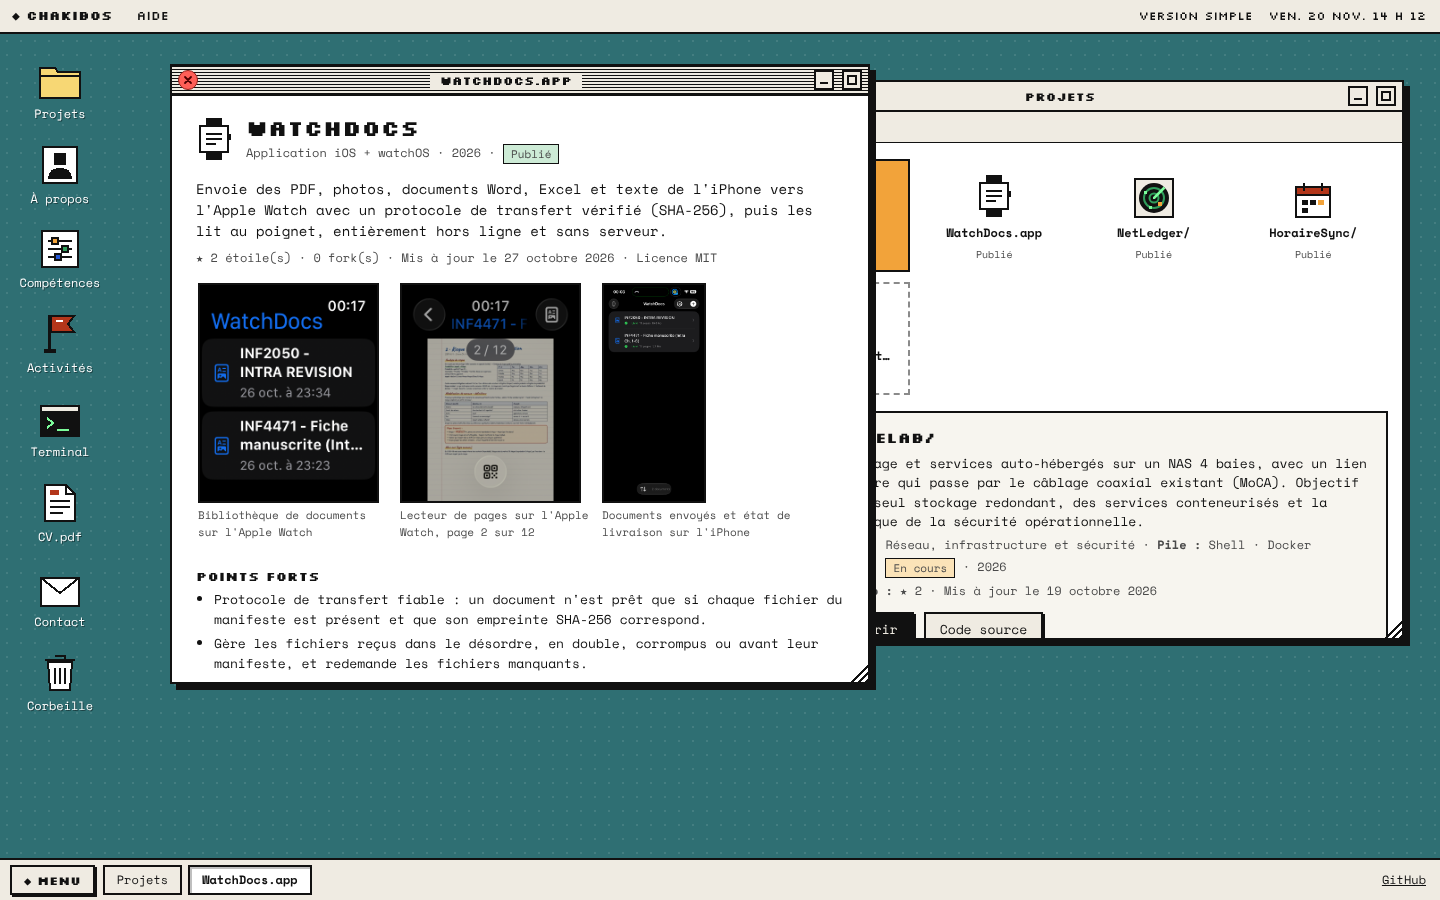 CHAKIDOS AIDE
VERSION SIMPLE VEN. 20 NOV. 14 H 12
Projets
À propos
Compétences
Activités
Terminal
CV.pdf
Contact
Corbeille
WATCHDOCS.APP
WATCHDOCS
Application iOS + watchOS · 2026 · Publié
Envoie des PDF, photos, documents Word, Excel et texte de l'iPhone vers
l'Apple Watch avec un protocole de transfert vérifié (SHA-256), puis les
lit au poignet, entièrement hors ligne et sans serveur.
★ 2 étoile(s) · 0 fork(s) · Mis à jour le 27 octobre 2026 · Licence MIT
00:17
WatchDocs
INF2050 -
INTRA REVISION
26 oct. à 23:34
INF4471 - Fiche
manuscrite (Int...
26 oct. à 23:23
00:17
INF4471 - F
2 / 12
WatchDocs
INF2050 - INTRA REVISION
Bibliothèque de documents
sur l'Apple Watch
Lecteur de pages sur l'Apple
Watch, page 2 sur 12
Documents envoyés et état de
livraison sur l'iPhone
POINTS FORTS
• Protocole de transfert fiable : un document n'est prêt que si chaque fichier du
manifeste est présent et que son empreinte SHA-256 correspond.
• Gère les fichiers reçus dans le désordre, en double, corrompus ou avant leur
manifeste, et redemande les fichiers manquants.
PROJETS
WatchDocs.app
Publié
NetLedger/
Publié
HoraireSync/
Publié
t…
ELAB/
age et services auto-hébergés sur un NAS 4 baies, avec un lien
re qui passe par le câblage coaxial existant (MoCA). Objectif
seul stockage redondant, des services conteneurisés et la
que de la sécurité opérationnelle.
Réseau, infrastructure et sécurité · Pile : Shell · Docker
En cours · 2026
: ★ 2 · Mis à jour le 19 octobre 2026
rir
Code source
MENU
Projets
WatchDocs.app
GitHub